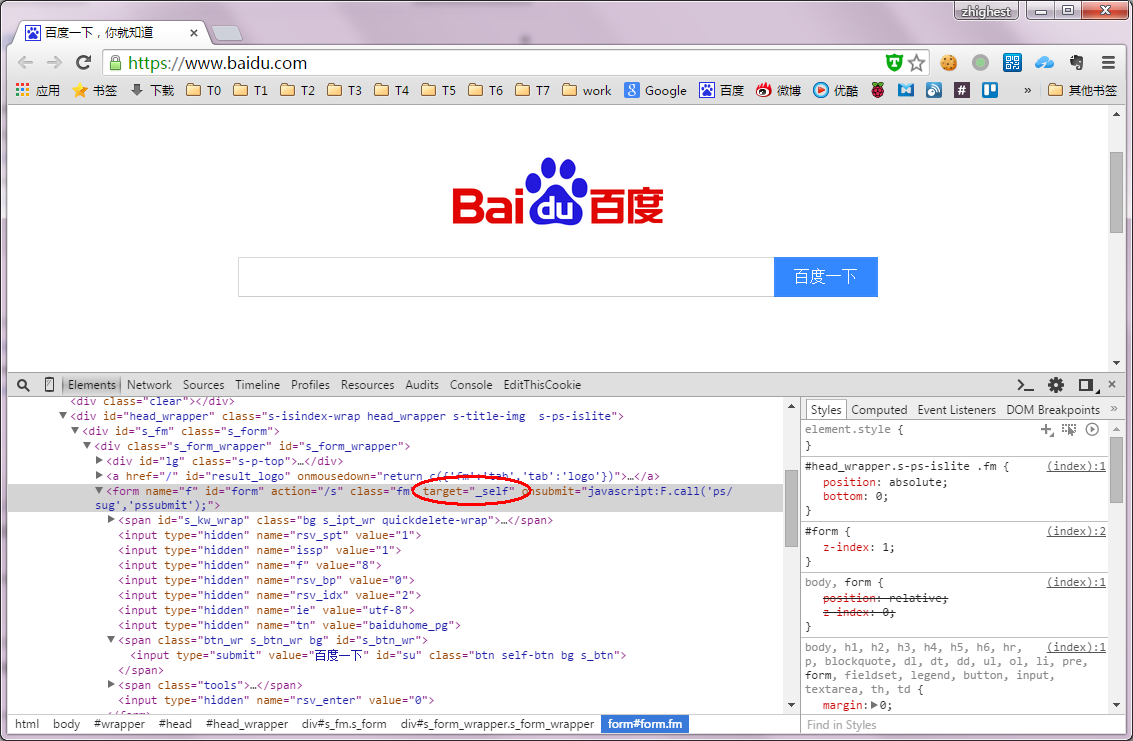 zhighest
百度一下，你就知道
https://www.baidu.com
应用 书签 下载 T0 T1 T2 T3 T4 T5 T6 T7 work Google 百度 微博 优酷 # » 其他书签
Bai du 百度
百度一下
Elements Network Sources Timeline Profiles Resources Audits Console EditThisCookie
<div class="clear"></div>
<div id="head_wrapper" class="s-isindex-wrap head_wrapper s-title-img  s-ps-islite">
<div id="s_fm" class="s_form">
<div class="s_form_wrapper" id="s_form_wrapper">
<div id="lg" class="s-p-top">…</div>
<a href="/" id="result_logo" onmousedown="return c({'fm':'tab','tab':'logo'})">…</a>
<form name="f" id="form" action="/s" class="fm" target="_self" onsubmit="javascript:F.call('ps/
sug','pssubmit');">
<span id="s_kw_wrap" class="bg s_ipt_wr quickdelete-wrap">…</span>
<input type="hidden" name="rsv_spt" value="1">
<input type="hidden" name="issp" value="1">
<input type="hidden" name="f" value="8">
<input type="hidden" name="rsv_bp" value="0">
<input type="hidden" name="rsv_idx" value="2">
<input type="hidden" name="ie" value="utf-8">
<input type="hidden" name="tn" value="baiduhome_pg">
<span class="btn_wr s_btn_wr bg" id="s_btn_wr">
<input type="submit" value="百度一下" id="su" class="btn self-btn bg s_btn">
</span>
<span class="tools">…</span>
<input type="hidden" name="rsv_enter" value="0">
</form>
html body #wrapper #head #head_wrapper div#s_fm.s_form div#s_form_wrapper.s_form_wrapper form#form.fm
Styles Computed Event Listeners DOM Breakpoints »
element.style {
}
#head_wrapper.s-ps-islite .fm { (index):1
position: absolute;
bottom: 0;
}
#form { (index):2
z-index: 1;
}
body, form { (index):1
position: relative;
z-index: 0;
}
body, h1, h2, h3, h4, h5, h6, hr, (index):1
p, blockquote, dl, dt, dd, ul, ol, li, pre,
form, fieldset, legend, button, input,
textarea, th, td {
margin: 0;
Find in Styles